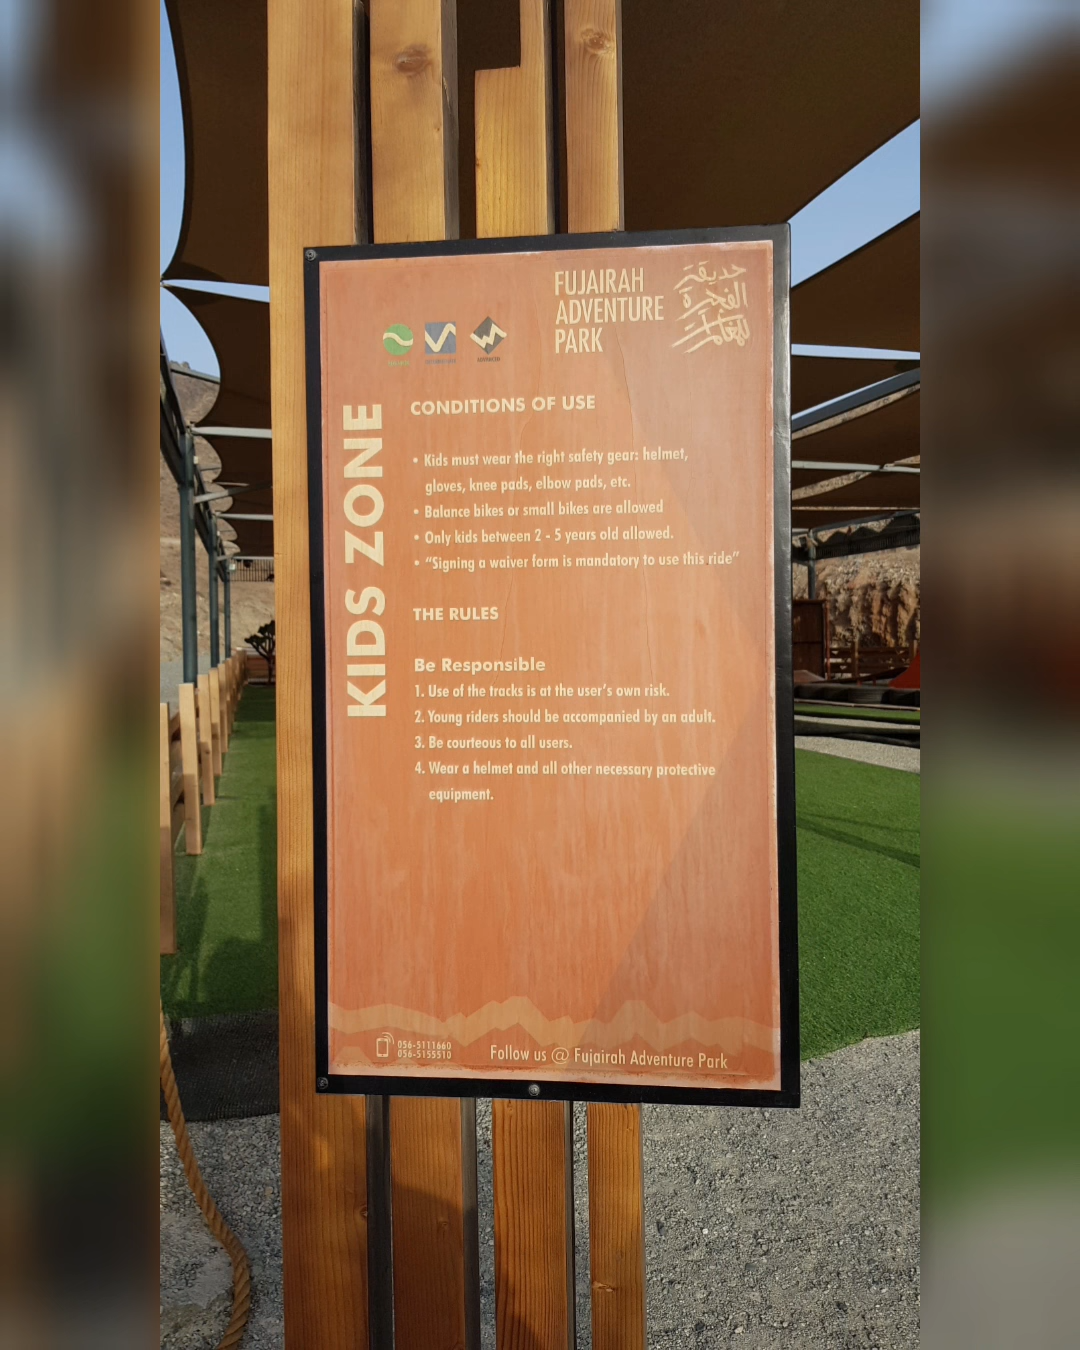 FUJAIRAH
ADVENTURE
PARK
حديقة
الفجيرة
للمغامرات
KIDS ZONE
CONDITIONS OF USE
• Kids must wear the right safety gear: helmet,
gloves, knee pads, elbow pads, etc.
• Balance bikes or small bikes are allowed
• Only kids between 2 - 5 years old allowed.
• “Signing a waiver form is mandatory to use this ride”
THE RULES
Be Responsible
1. Use of the tracks is at the user’s own risk.
2. Young riders should be accompanied by an adult.
3. Be courteous to all users.
4. Wear a helmet and all other necessary protective
equipment.
056-5111660
056-5155510
Follow us @ Fujairah Adventure Park